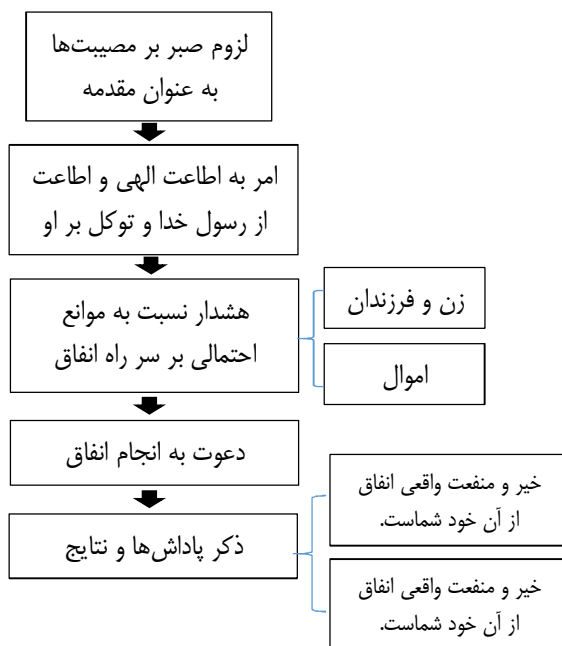 لزوم صبر بر مصیبت‌ها
به عنوان مقدمه
امر به اطاعت الهی و اطاعت
از رسول خدا و توکل بر او
هشدار نسبت به موانع
احتمالی بر سر راه انفاق
زن و فرزندان
اموال
دعوت به انجام انفاق
ذکر پاداش‌ها و نتایج
خیر و منفعت واقعی انفاق
از آن خود شماست.
خیر و منفعت واقعی انفاق
از آن خود شماست.